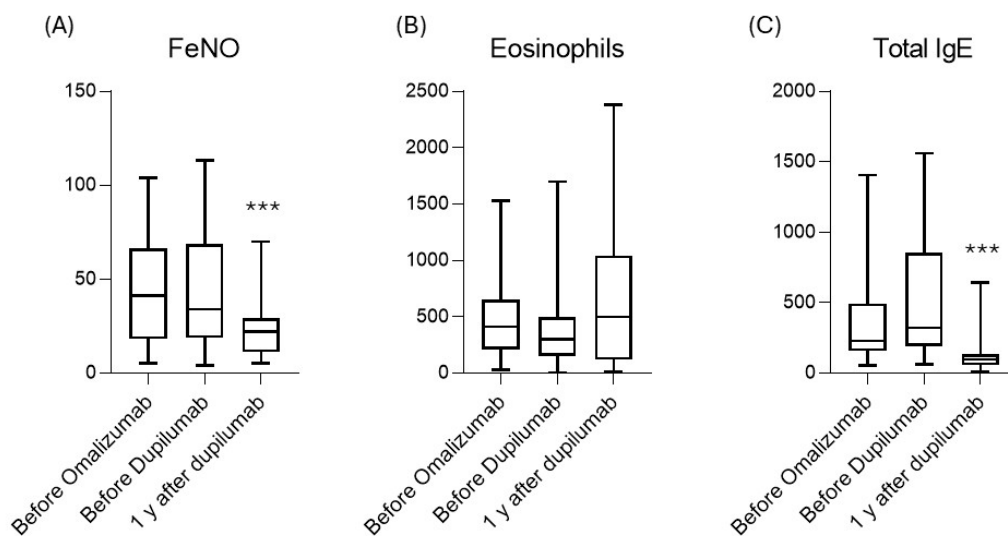 (A)
FeNO
150
100
50
0
***
Before Omalizumab
Before Dupilumab
1 y after dupilumab
(B)
Eosinophils
2500
2000
1500
1000
500
0
Before Omalizumab
Before Dupilumab
1 y after dupilumab
(C)
Total IgE
2000
1500
1000
500
0
***
Before Omalizumab
Before Dupilumab
1 y after dupilumab